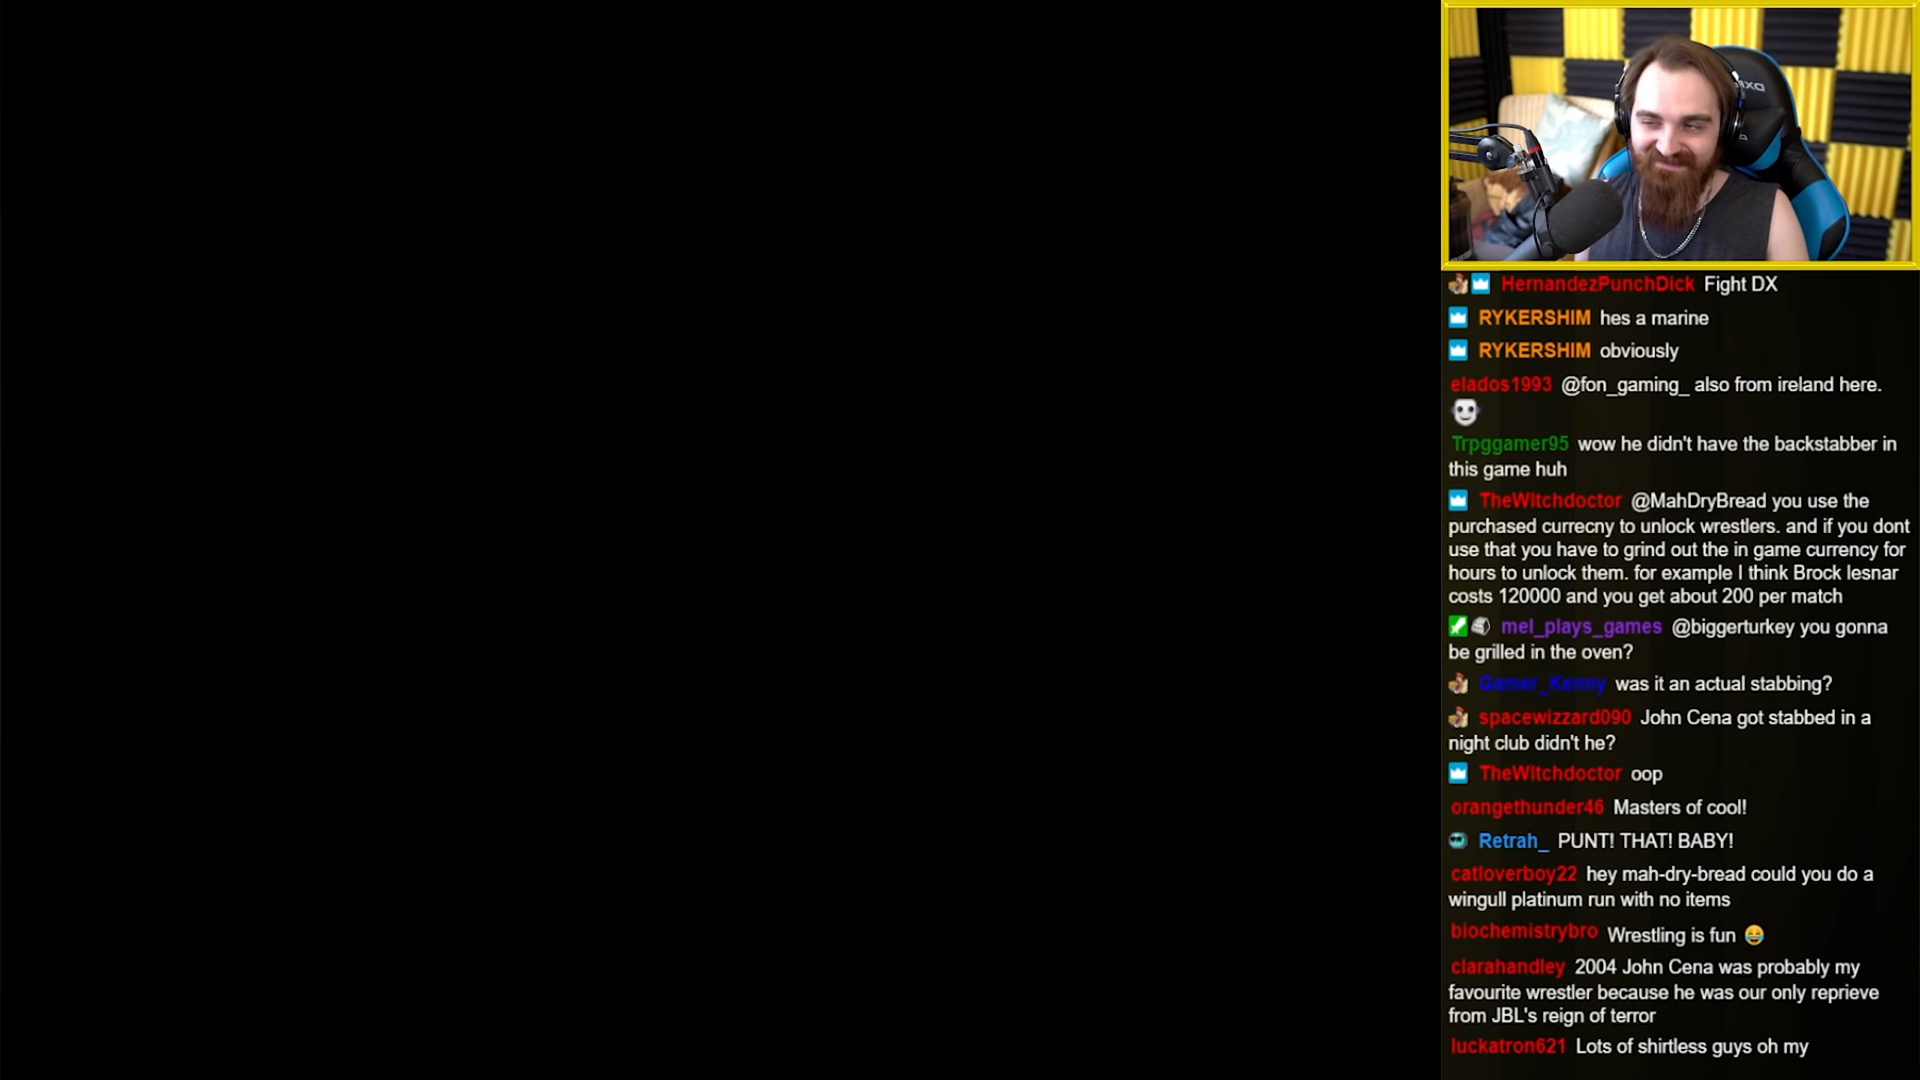 HernandezPunchDick Fight DX
RYKERSHIM hes a marine
RYKERSHIM obviously
elados1993 @fon_gaming_ also from ireland here.
Trpggamer95 wow he didn't have the backstabber in
this game huh
TheWItchdoctor @MahDryBread you use the
purchased currecny to unlock wrestlers. and if you dont
use that you have to grind out the in game currency for
hours to unlock them. for example I think Brock lesnar
costs 120000 and you get about 200 per match
mel_plays_games @biggerturkey you gonna
be grilled in the oven?
Gamer_Kenny was it an actual stabbing?
spacewizzard090 John Cena got stabbed in a
night club didn't he?
TheWItchdoctor oop
orangethunder46 Masters of cool!
Retrah_ PUNT! THAT! BABY!
catloverboy22 hey mah-dry-bread could you do a
wingull platinum run with no items
biochemistrybro Wrestling is fun 😂
clarahandley 2004 John Cena was probably my
favourite wrestler because he was our only reprieve
from JBL's reign of terror
luckatron621 Lots of shirtless guys oh my